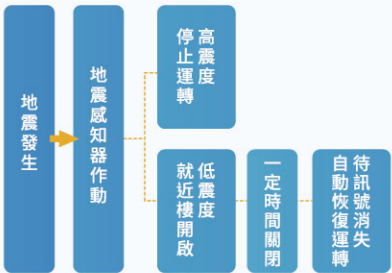 地震發生
地震感知器作動
高震度
停止運轉
低震度
就近樓開啟
一定時間關閉
待訊號消失
自動恢復運轉